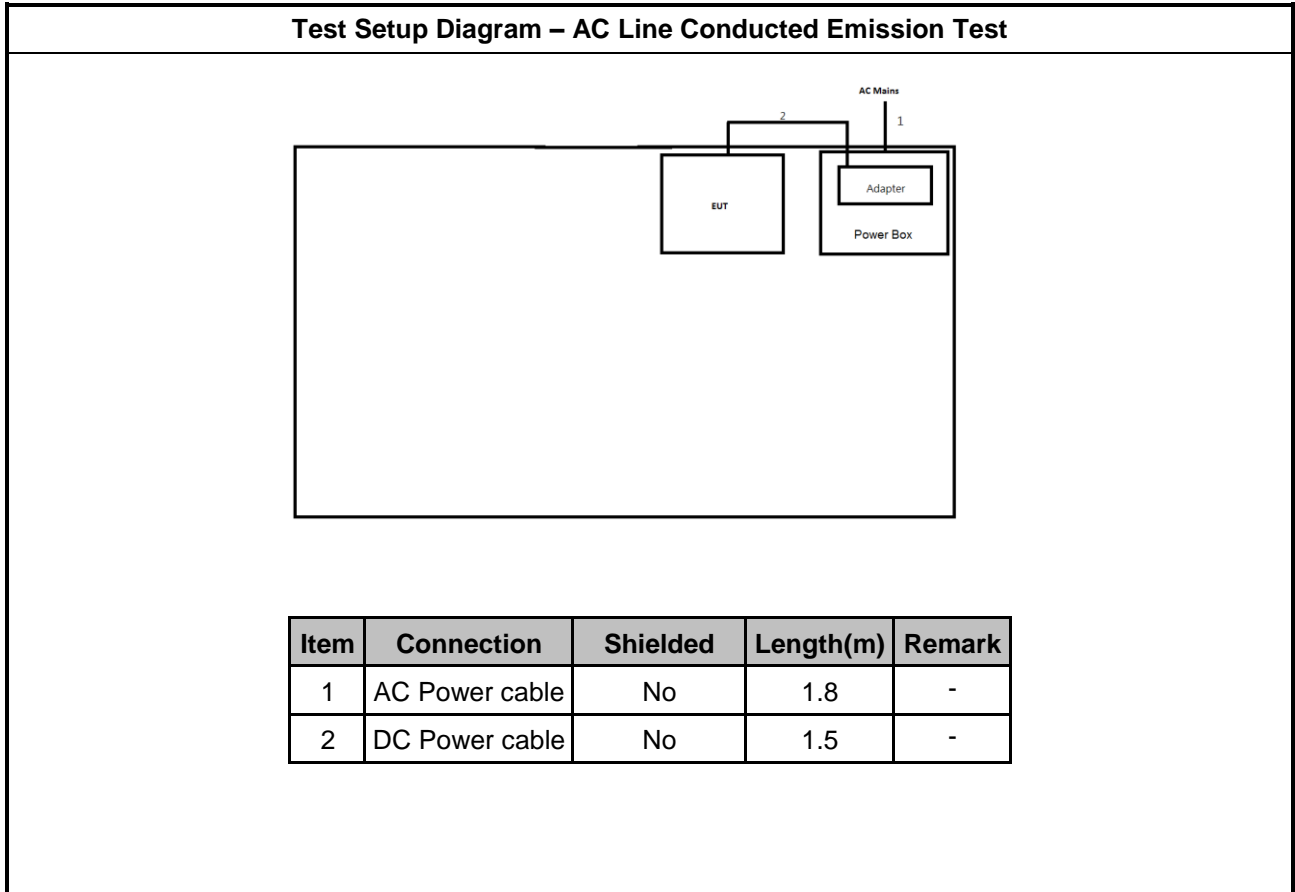 Test Setup Diagram – AC Line Conducted Emission Test
AC Mains
2
1
Adapter
EUT
Power Box
Item Connection Shielded Length(m) Remark
1 AC Power cable No 1.8 -
2 DC Power cable No 1.5 -